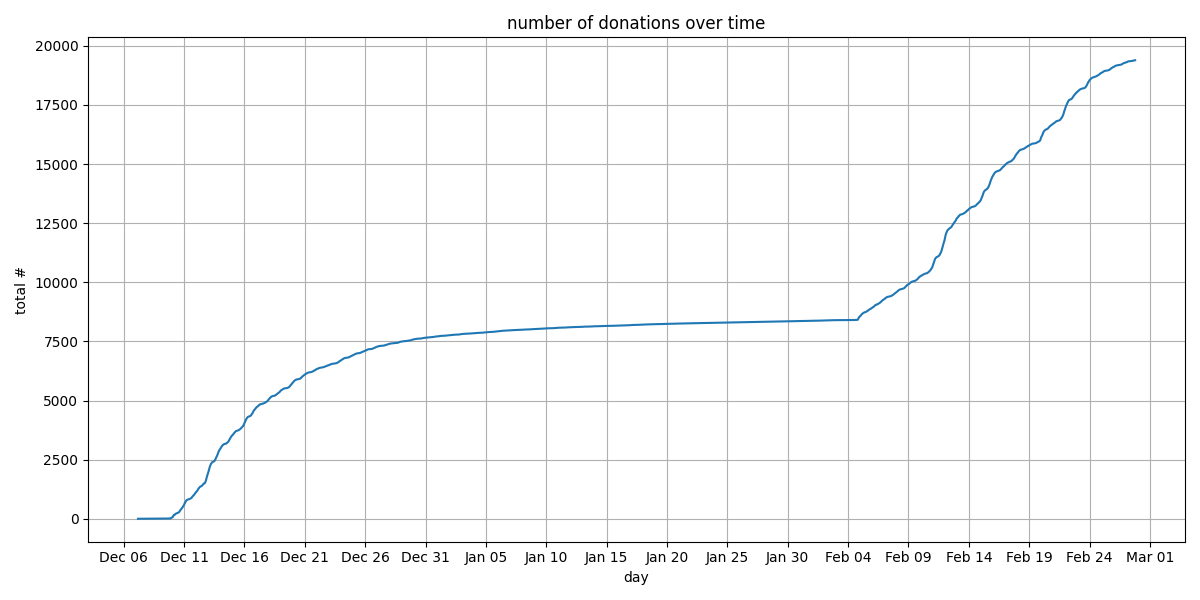 number of donations over time
total #
20000
17500
15000
12500
10000
7500
5000
2500
0
Dec 06 Dec 11 Dec 16 Dec 21 Dec 26 Dec 31 Jan 05 Jan 10 Jan 15 Jan 20 Jan 25 Jan 30 Feb 04 Feb 09 Feb 14 Feb 19 Feb 24 Mar 01
day